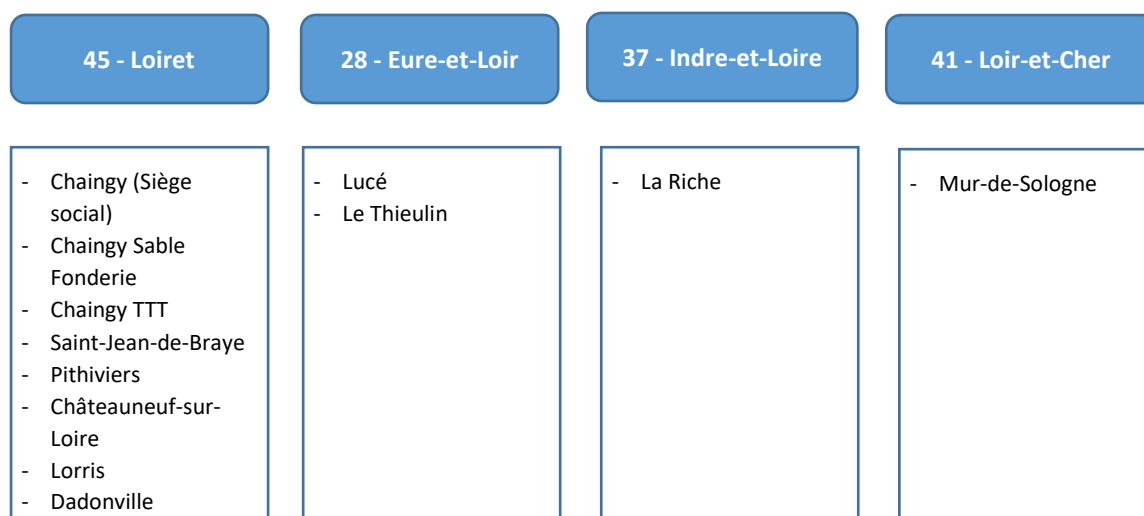 45 - Loiret
28 - Eure-et-Loir
37 - Indre-et-Loire
41 - Loir-et-Cher
- Chaingy (Siège
social)
- Chaingy Sable
Fonderie
- Chaingy TTT
- Saint-Jean-de-Braye
- Pithiviers
- Châteauneuf-sur-
Loire
- Lorris
- Dadonville
- Lucé
- Le Thieulin
- La Riche
- Mur-de-Sologne